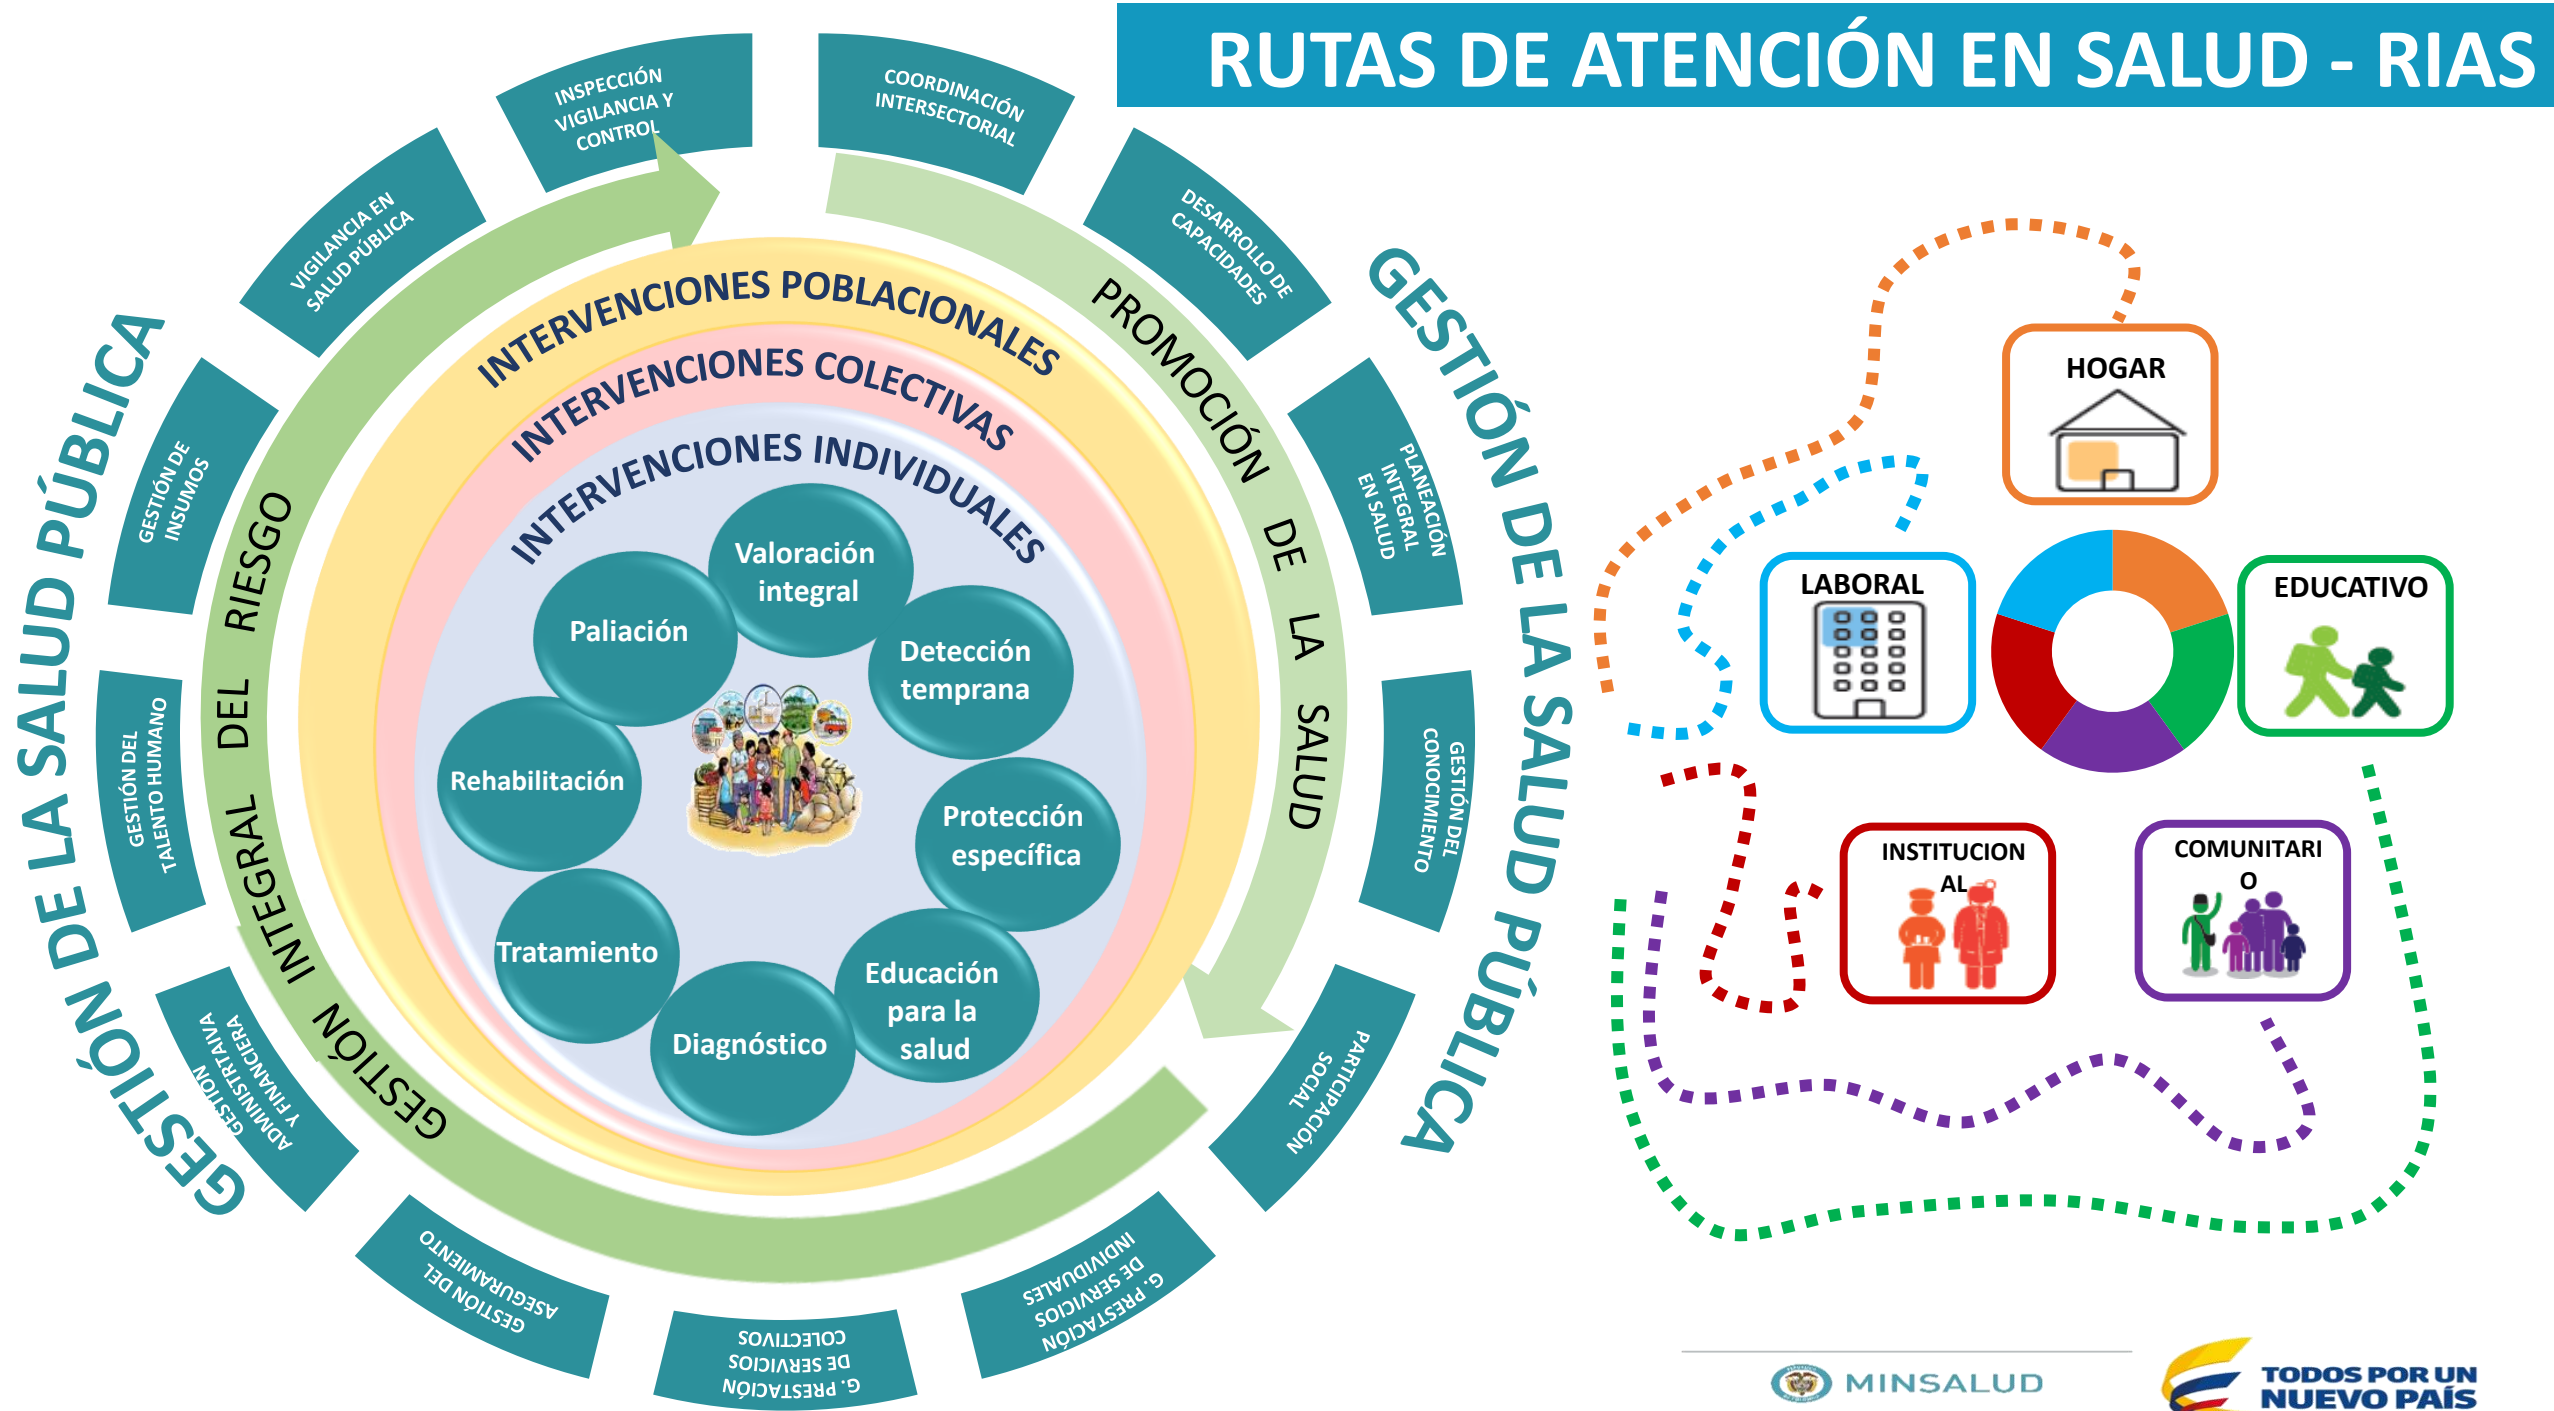 RUTAS DE ATENCIÓN EN SALUD - RIAS
INSPECCIÓN
VIGILANCIA Y
CONTROL
COORDINACIÓN
INTERSECTORIAL
DESARROLLO DE
CAPACIDADES
PLANEACIÓN
INTEGRAL
EN SALUD
GESTIÓN DEL
CONOCIMIENTO
PARTICIPACIÓN
SOCIAL
G. PRESTACIÓN
DE SERVICIOS
INDIVIDUALES
G. PRESTACIÓN
DE SERVICIOS
COLECTIVOS
GESTIÓN DEL
ASEGURAMIENTO
GESTIÓN
ADMINISTRTAIVA
Y FINANCIERA
GESTIÓN DEL
TALENTO HUMANO
GESTIÓN DE
INSUMOS
VIGILANCIA EN
SALUD PÚBLICA
GESTIÓN DE LA SALUD PÚBLICA
GESTIÓN DE LA SALUD PÚBLICA
GESTIÓN INTEGRAL DEL RIESGO
PROMOCIÓN DE LA SALUD
INTERVENCIONES POBLACIONALES
INTERVENCIONES COLECTIVAS
INTERVENCIONES INDIVIDUALES
Valoración
integral
Detección
temprana
Protección
específica
Educación
para la
salud
Diagnóstico
Tratamiento
Rehabilitación
Paliación
HOGAR
LABORAL
EDUCATIVO
INSTITUCION
AL
COMUNITARI
O
MINSALUD
TODOS POR UN
NUEVO PAÍS